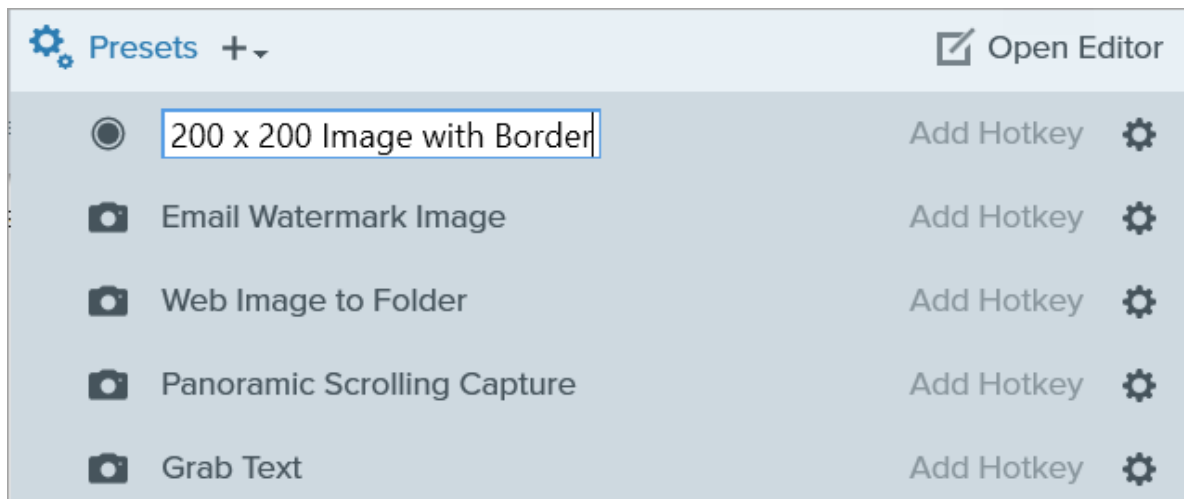 Presets Open Editor
200 x 200 Image with Border Add Hotkey
Email Watermark Image Add Hotkey
Web Image to Folder Add Hotkey
Panoramic Scrolling Capture Add Hotkey
Grab Text Add Hotkey